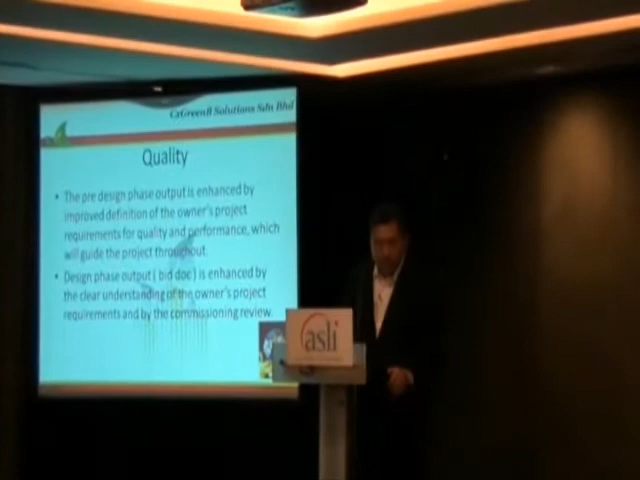 CxGreenB Solutions Sdn Bhd
Quality
• The pre design phase output is enhanced by
improved definition of the owner's project
requirements for quality and performance, which
will guide the project throughout.
• Design phase output ( bid doc ) is enhanced by
the clear understanding of the owner's project
requirements and by the commissioning review.
asli